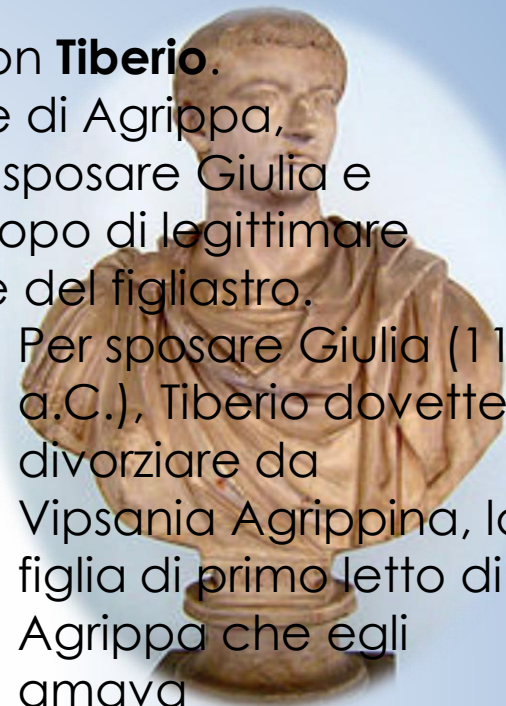 on Tiberio.
e di Agrippa,
sposare Giulia e
opo di legittimare
e del figliastro.
Per sposare Giulia (11
a.C.), Tiberio dovette
divorziare da
Vipsania Agrippina, la
figlia di primo letto di
Agrippa che egli
amava